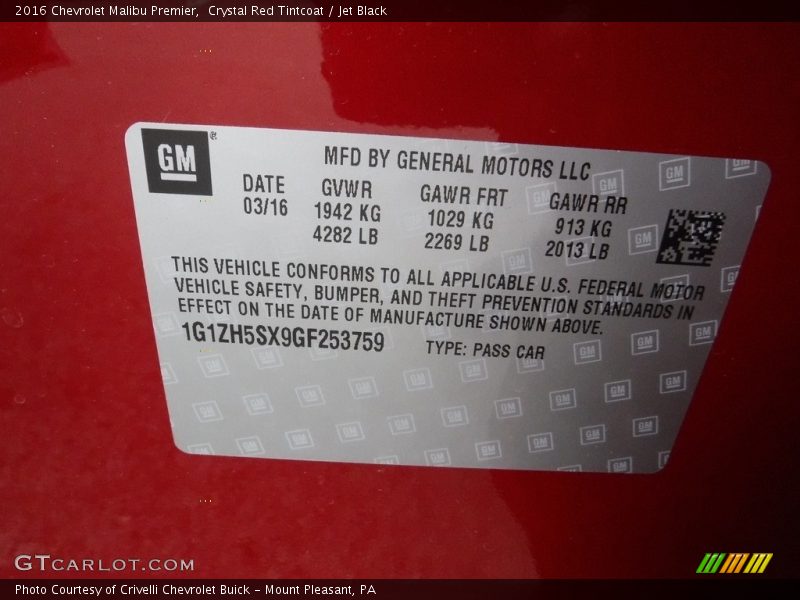 2016 Chevrolet Malibu Premier,  Crystal Red Tintcoat / Jet Black
GM®
MFD BY GENERAL MOTORS LLC
DATE GVWR GAWR FRT GAWR RR
03/16 1942 KG 1029 KG 913 KG
4282 LB 2269 LB 2013 LB
THIS VEHICLE CONFORMS TO ALL APPLICABLE U.S. FEDERAL MOTOR
VEHICLE SAFETY, BUMPER, AND THEFT PREVENTION STANDARDS IN
EFFECT ON THE DATE OF MANUFACTURE SHOWN ABOVE.
1G1ZH5SX9GF253759 TYPE: PASS CAR
GTCARLOT.COM
Photo Courtesy of Crivelli Chevrolet Buick – Mount Pleasant, PA